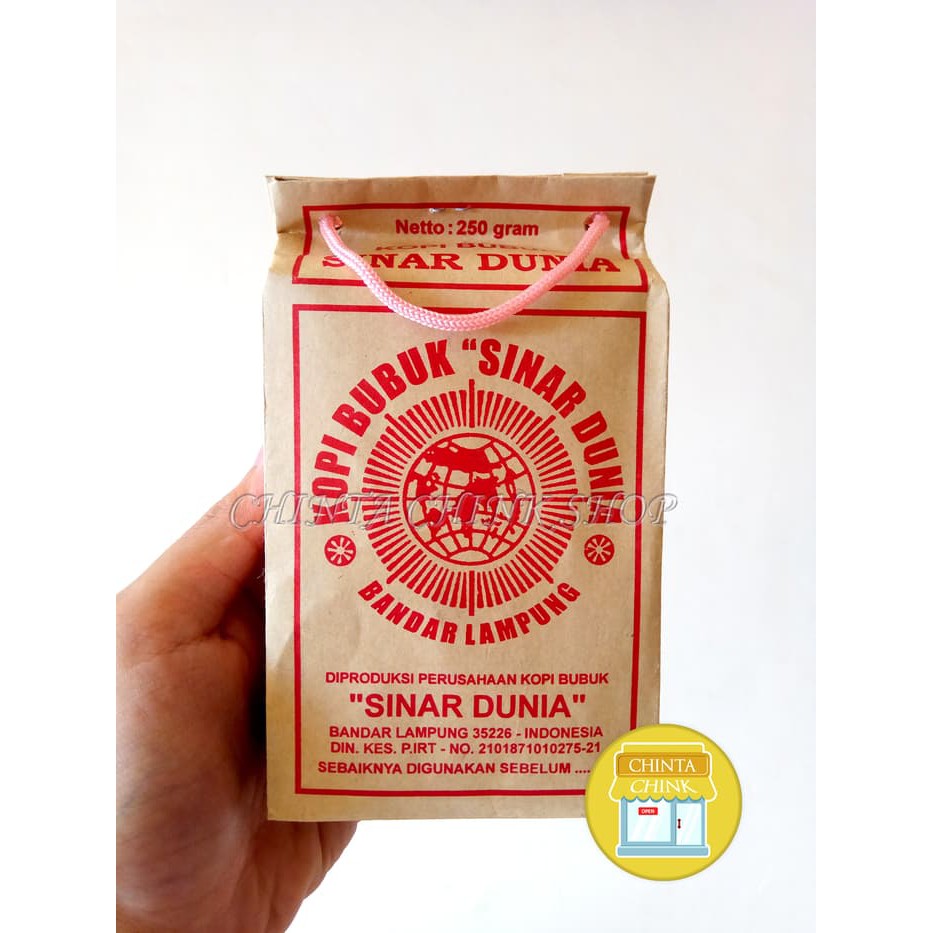 Netto : 250 gram
KOPI BUBUK
SINAR DUNIA
KOPI BUBUK "SINAR DUNI
BANDAR LAMPUNG
CHINTA CHINK SHOP
DIPRODUKSI PERUSAHAAN KOPI BUBUK
"SINAR DUNIA"
BANDAR LAMPUNG 35226 - INDONESIA
DIN. KES. P.IRT - NO. 2101871010275-21
SEBAIKNYA DIGUNAKAN SEBELUM ....
CHINTA
CHINK
OPEN